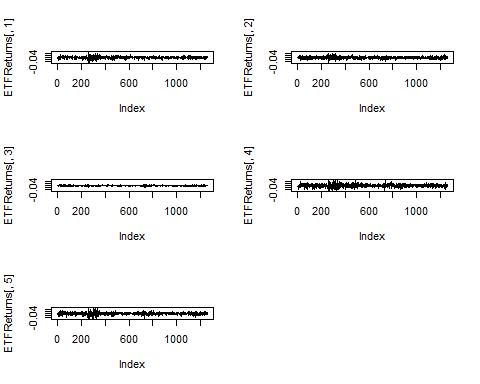 ETFReturns[, 1]
-0.04
0 200 600 1000
Index
ETFReturns[, 2]
-0.04
0 200 600 1000
Index
ETFReturns[, 3]
-0.04
0 200 600 1000
Index
ETFReturns[, 4]
-0.04
0 200 600 1000
Index
ETFReturns[, 5]
-0.04
0 200 600 1000
Index